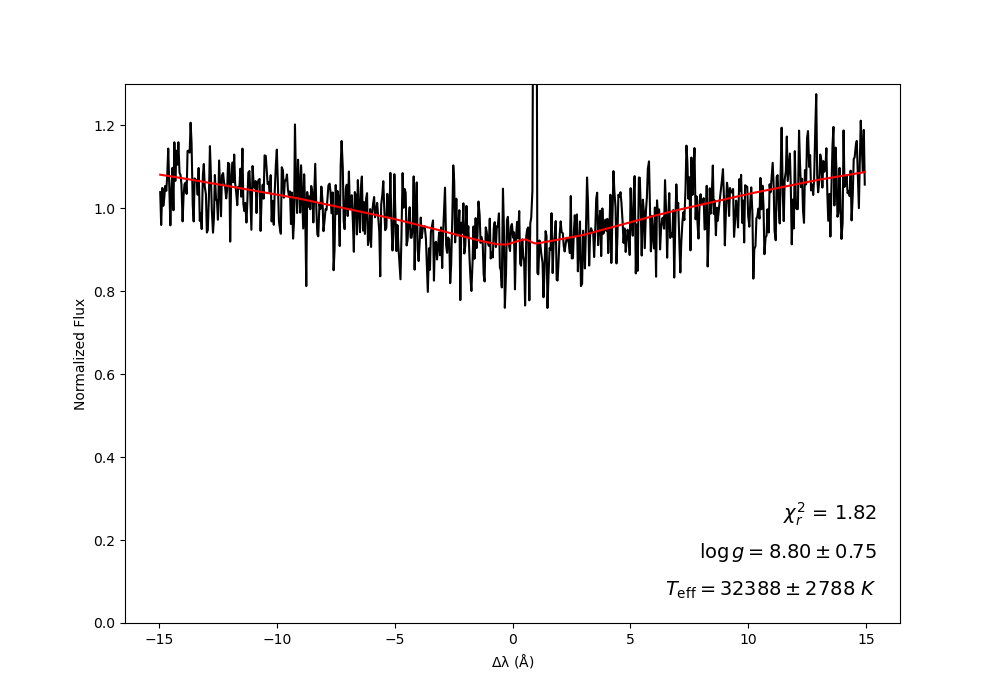 1.2
1.0
0.8
0.6
0.4
0.2
0.0
Normalized Flux
χ²ᵣ = 1.82
log g = 8.80 ± 0.75
T_eff = 32388 ± 2788 K
−15 −10 −5 0 5 10 15
Δλ (Å)